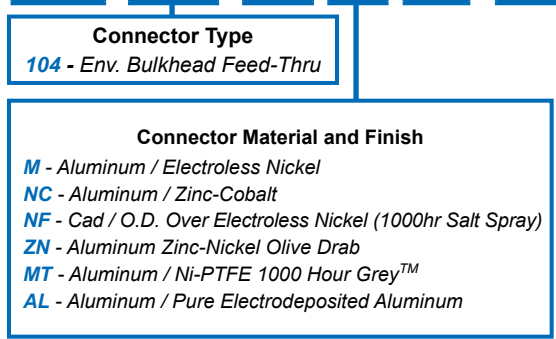 Connector Type
104 - Env. Bulkhead Feed-Thru
Connector Material and Finish
M - Aluminum / Electroless Nickel
NC - Aluminum / Zinc-Cobalt
NF - Cad / O.D. Over Electroless Nickel (1000hr Salt Spray)
ZN - Aluminum Zinc-Nickel Olive Drab
MT - Aluminum / Ni-PTFE 1000 Hour Grey™
AL - Aluminum / Pure Electrodeposited Aluminum